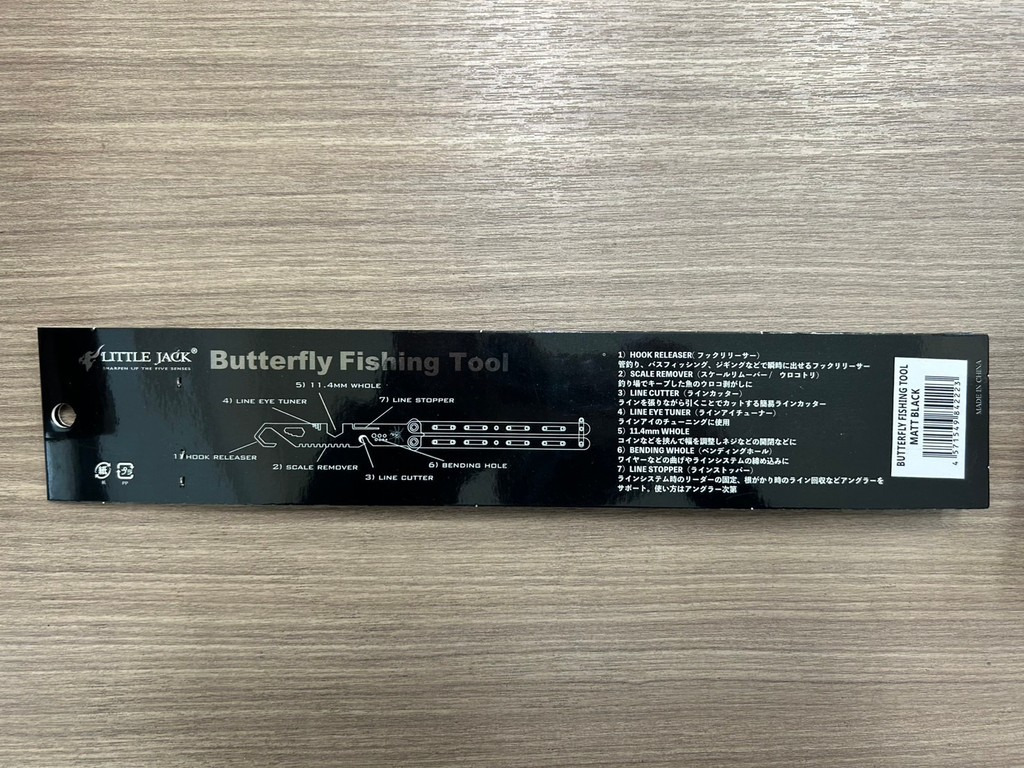 LITTLE JACK®
SHARPEN UP THE FIVE SENSES
Butterfly Fishing Tool
5) 11.4MM WHOLE
4) LINE EYE TUNER
7) LINE STOPPER
1) HOOK RELEASER
2) SCALE REMOVER
6) BENDING HOLE
3) LINE CUTTER
紙
プラ
PP
1) HOOK RELEASER( フックリリーサー)
管釣り、バスフィッシング、ジギングなどで瞬時に出せるフックリリーサー
2) SCALE REMOVER (スケールリムーバー / ウロコトリ)
釣り場でキープした魚のウロコ剥がしに
3) LINE CUTTER (ラインカッター)
ラインを張りながら引くことでカットする簡易ラインカッター
4) LINE EYE TUNER (ラインアイチューナー)
ラインアイのチューニングに使用
5) 11.4mm WHOLE
コインなどを挟んで幅を調整しネジなどの開閉などに
6) BENDING WHOLE (ベンディングホール)
ワイヤーなどの曲げやラインシステムの締め込みに
7) LINE STOPPER (ラインストッパー)
ラインシステム時のリーダーの固定、根がかり時のライン回収などアングラーを
サポート。使い方はアングラー次第
BUTTERFLY FISHING TOOL
MATT BLACK
4 571549 842223
MADE IN CHINA